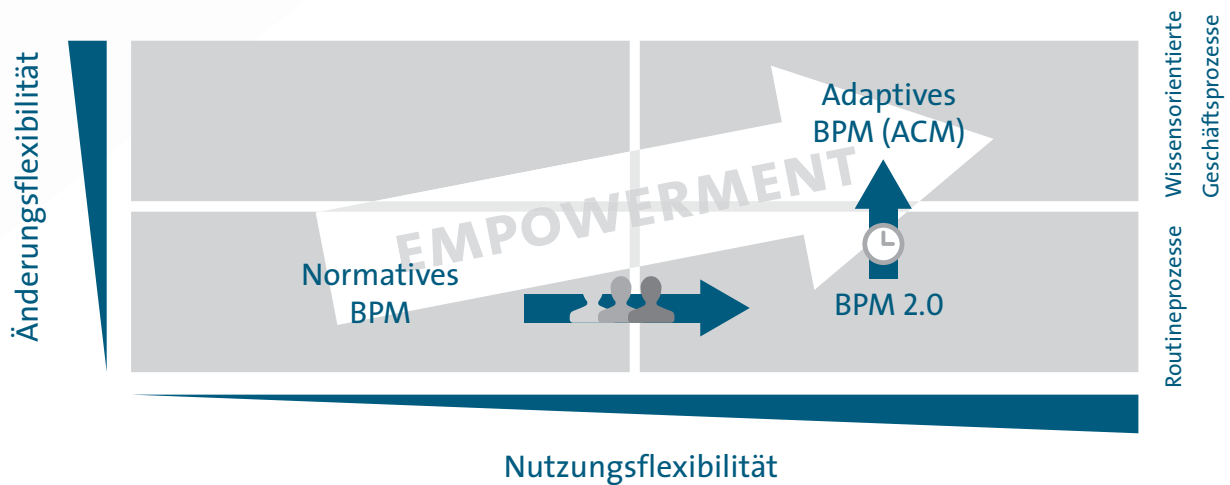 Änderungsflexibilität
Adaptives
BPM (ACM)
EMPOWERMENT
Normatives
BPM
BPM 2.0
Wissensorientierte
Geschäftsprozesse
Routineprozesse
Nutzungsflexibilität